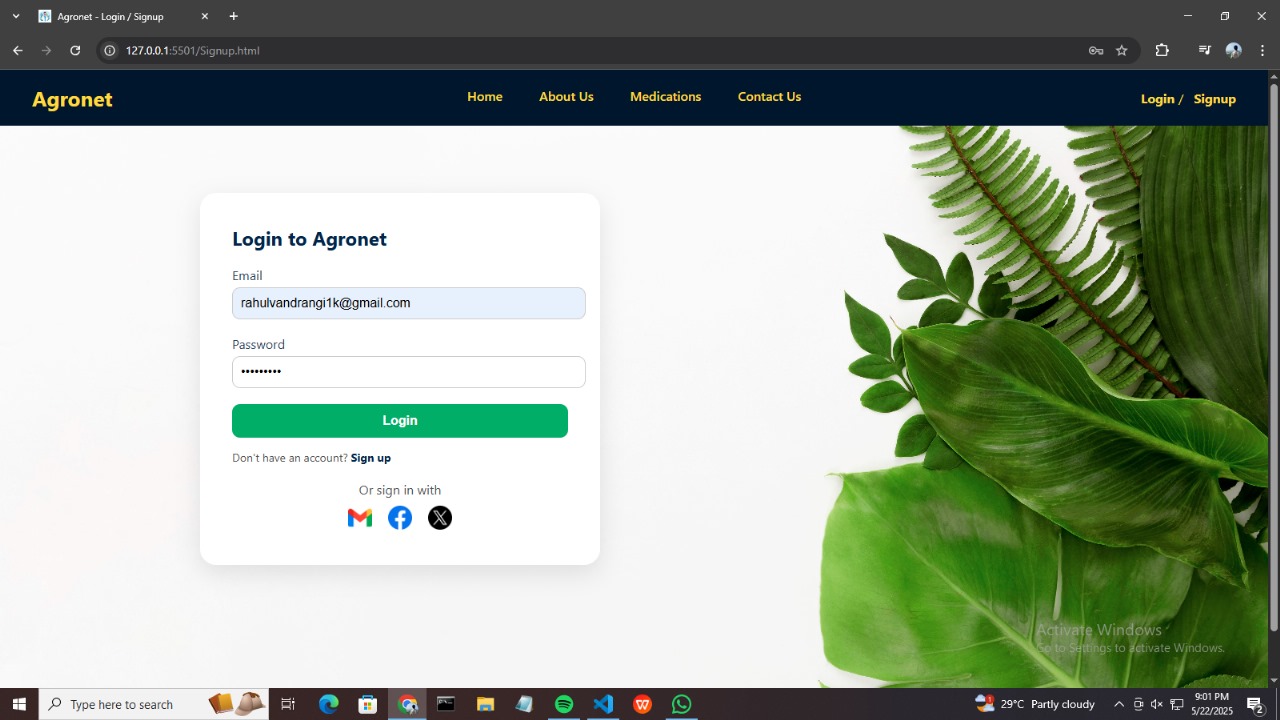 Agronet - Login / Signup
127.0.0.1:5501/Signup.html
Agronet
Home
About Us
Medications
Contact Us
Login / Signup
Login to Agronet
Email
rahulvandrangi1k@gmail.com
Password
•••••••••
Login
Don't have an account? Sign up
Or sign in with
Activate Windows
Go to Settings to activate Windows.
Type here to search
1
29°C Partly cloudy
9:01 PM
5/22/2025
2